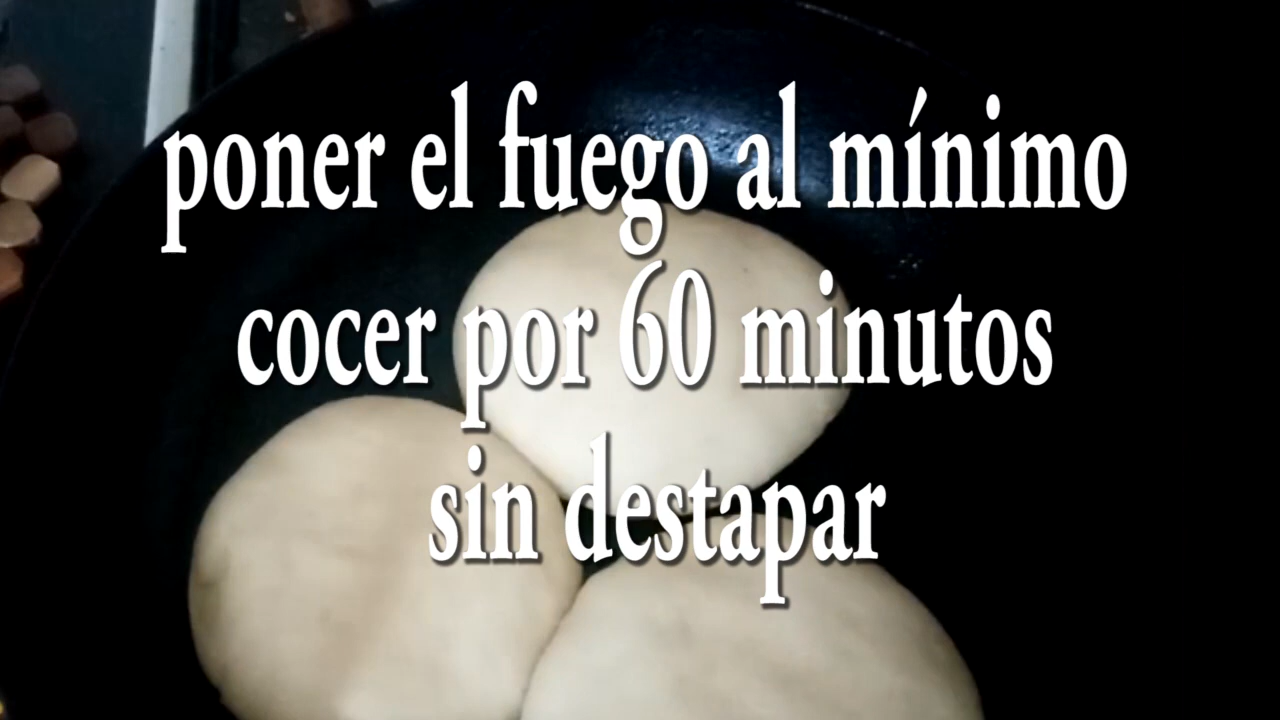 poner el fuego al mínimo
cocer por 60 minutos
sin destapar